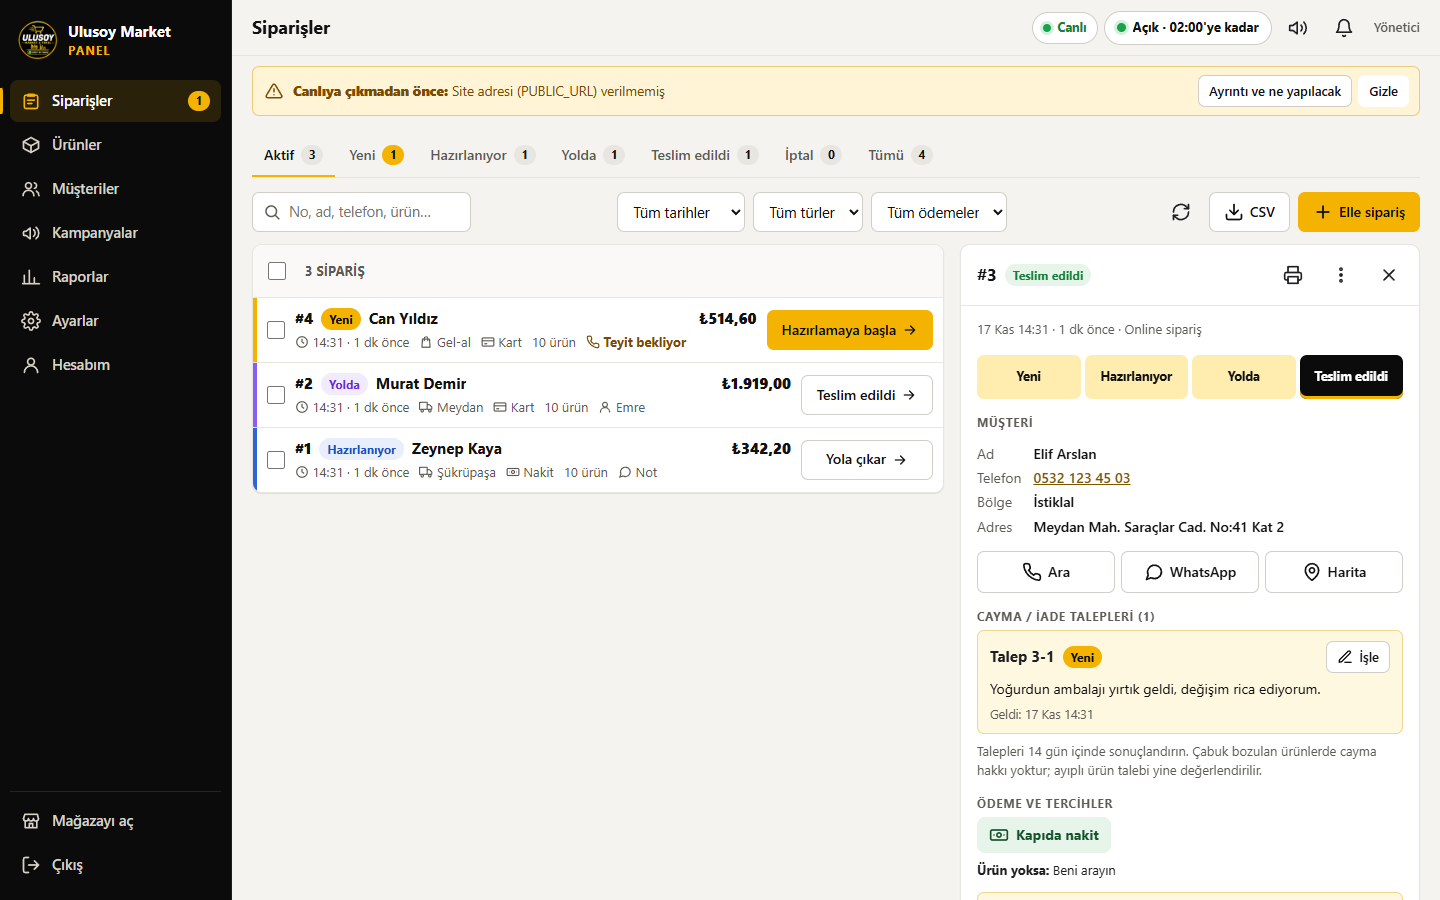 ULUSOY
Ulusoy Market
PANEL
Siparişler 1
Ürünler
Müşteriler
Kampanyalar
Raporlar
Ayarlar
Hesabım
Mağazayı aç
Çıkış
Siparişler
Canlı
Açık · 02:00'ye kadar
Yönetici
Canlıya çıkmadan önce: Site adresi (PUBLIC_URL) verilmemiş
Ayrıntı ve ne yapılacak
Gizle
Aktif 3 Yeni 1 Hazırlanıyor 1 Yolda 1 Teslim edildi 1 İptal 0 Tümü 4
No, ad, telefon, ürün...
Tüm tarihler
Tüm türler
Tüm ödemeler
CSV
Elle sipariş
3 SİPARİŞ
#4 Yeni Can Yıldız ₺514,60
14:31 · 1 dk önce Gel-al Kart 10 ürün Teyit bekliyor
Hazırlamaya başla →
#2 Yolda Murat Demir ₺1.919,00
14:31 · 1 dk önce Meydan Kart 10 ürün Emre
Teslim edildi →
#1 Hazırlanıyor Zeynep Kaya ₺342,20
14:31 · 1 dk önce Şükrüpaşa Nakit 10 ürün Not
Yola çıkar →
#3 Teslim edildi
17 Kas 14:31 · 1 dk önce · Online sipariş
Yeni Hazırlanıyor Yolda Teslim edildi
MÜŞTERİ
Ad Elif Arslan
Telefon 0532 123 45 03
Bölge İstiklal
Adres Meydan Mah. Saraçlar Cad. No:41 Kat 2
Ara WhatsApp Harita
CAYMA / İADE TALEPLERİ (1)
Talep 3-1 Yeni İşle
Yoğurdun ambalajı yırtık geldi, değişim rica ediyorum.
Geldi: 17 Kas 14:31
Talepleri 14 gün içinde sonuçlandırın. Çabuk bozulan ürünlerde cayma
hakkı yoktur; ayıplı ürün talebi yine değerlendirilir.
ÖDEME VE TERCİHLER
Kapıda nakit
Ürün yoksa: Beni arayın